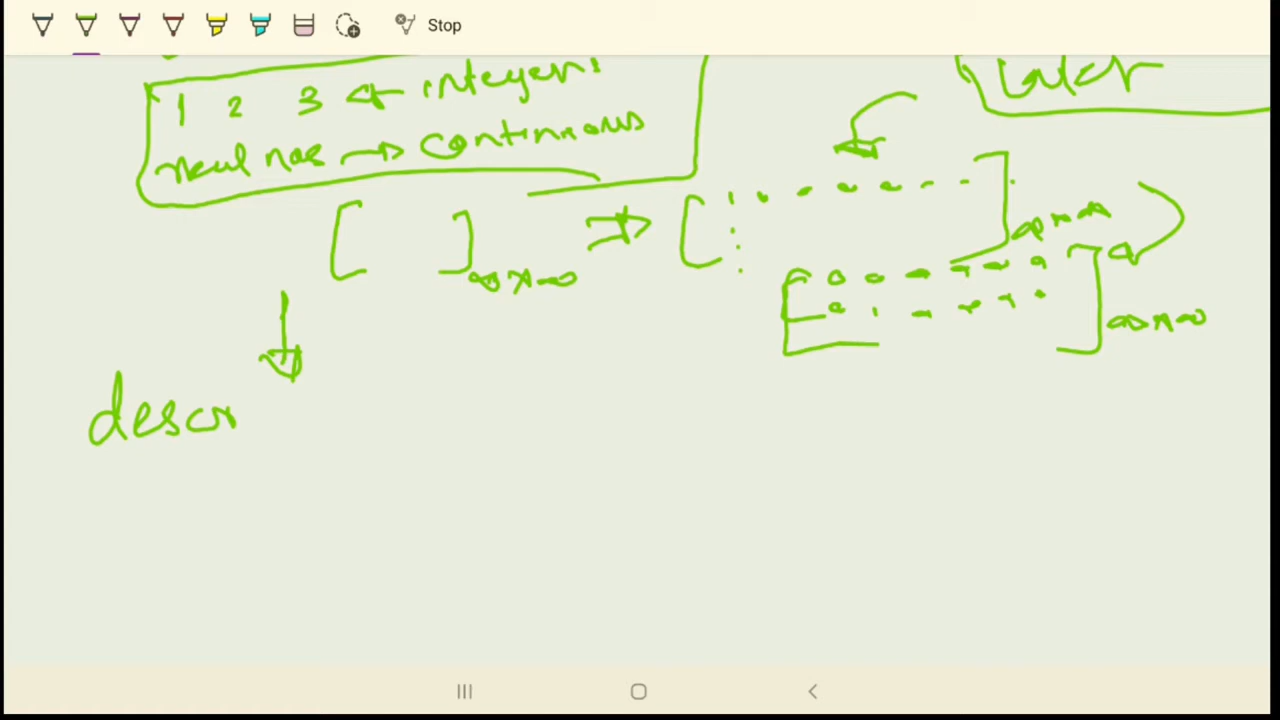 Stop
1 2 3 ← integers
real nos → continuous
later
[ ]∞×∞ ⇒ [ ]∞×∞
[ ]∞×∞
descr